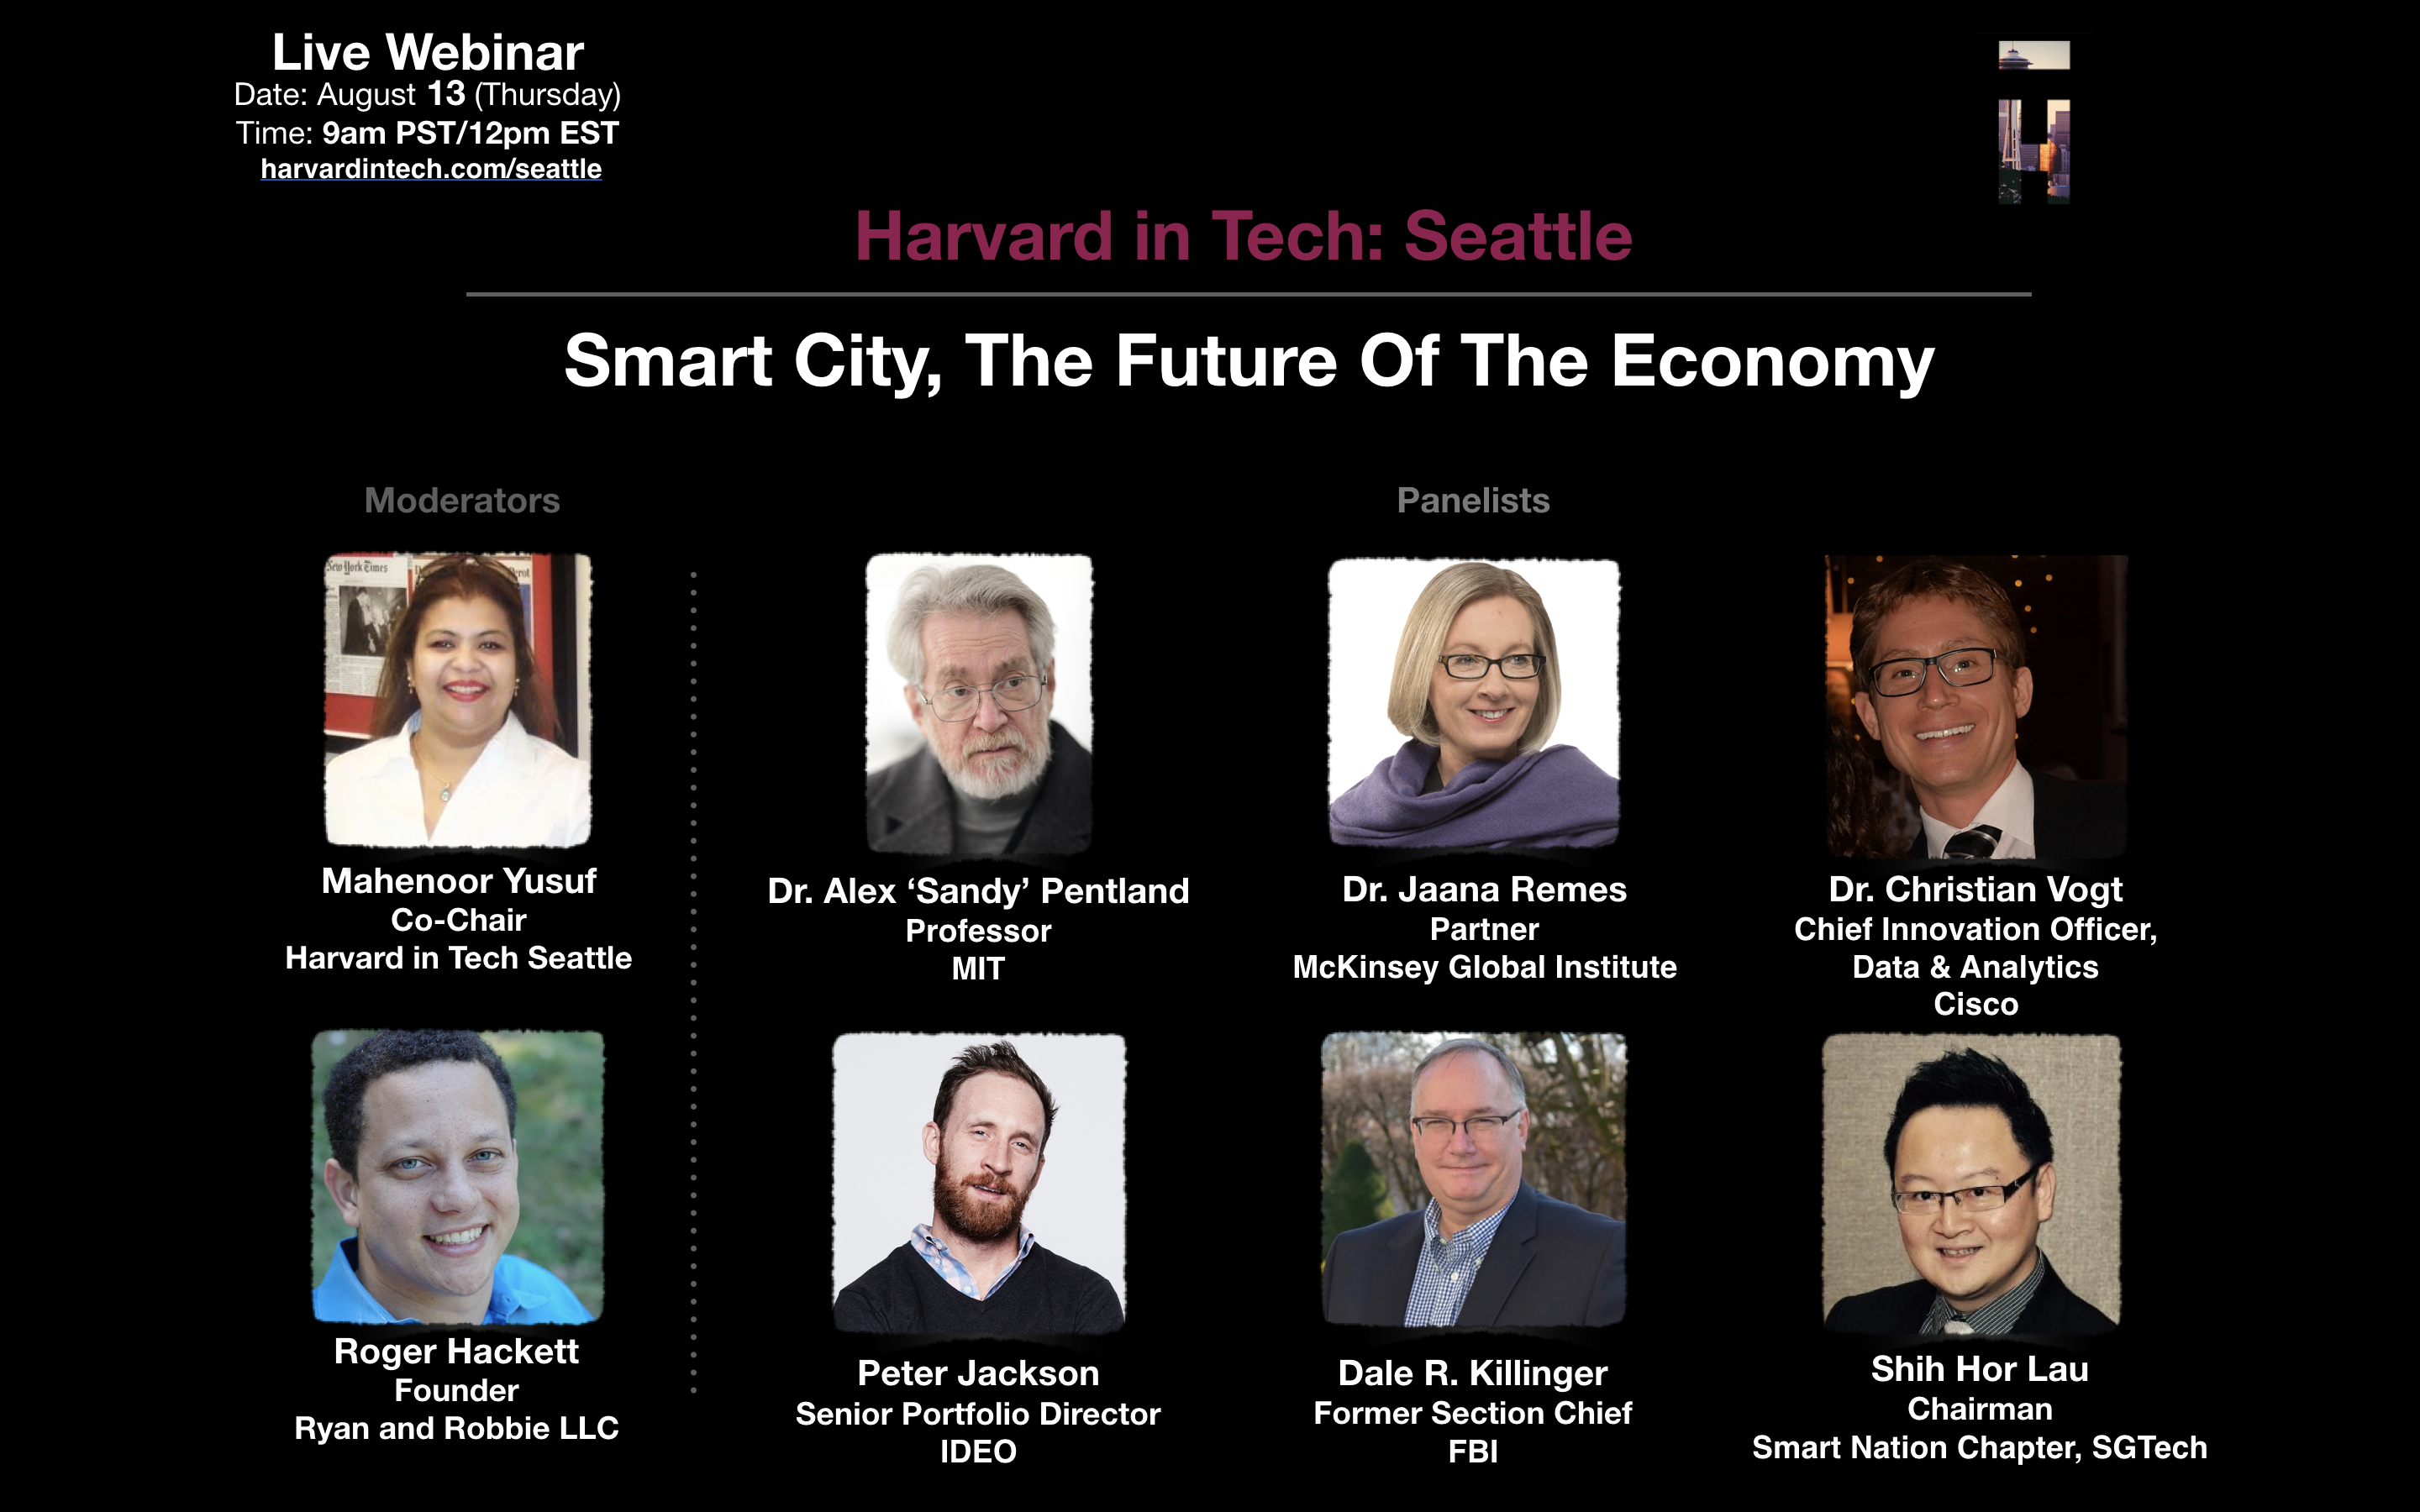 Live Webinar
Date: August 13 (Thursday)
Time: 9am PST/12pm EST
harvardintech.com/seattle
Harvard in Tech: Seattle
Smart City, The Future Of The Economy
Moderators
Panelists
New York Times
Mahenoor Yusuf
Co-Chair
Harvard in Tech Seattle
Dr. Alex ‘Sandy’ Pentland
Professor
MIT
Dr. Jaana Remes
Partner
McKinsey Global Institute
Dr. Christian Vogt
Chief Innovation Officer,
Data & Analytics
Cisco
Roger Hackett
Founder
Ryan and Robbie LLC
Peter Jackson
Senior Portfolio Director
IDEO
Dale R. Killinger
Former Section Chief
FBI
Shih Hor Lau
Chairman
Smart Nation Chapter, SGTech